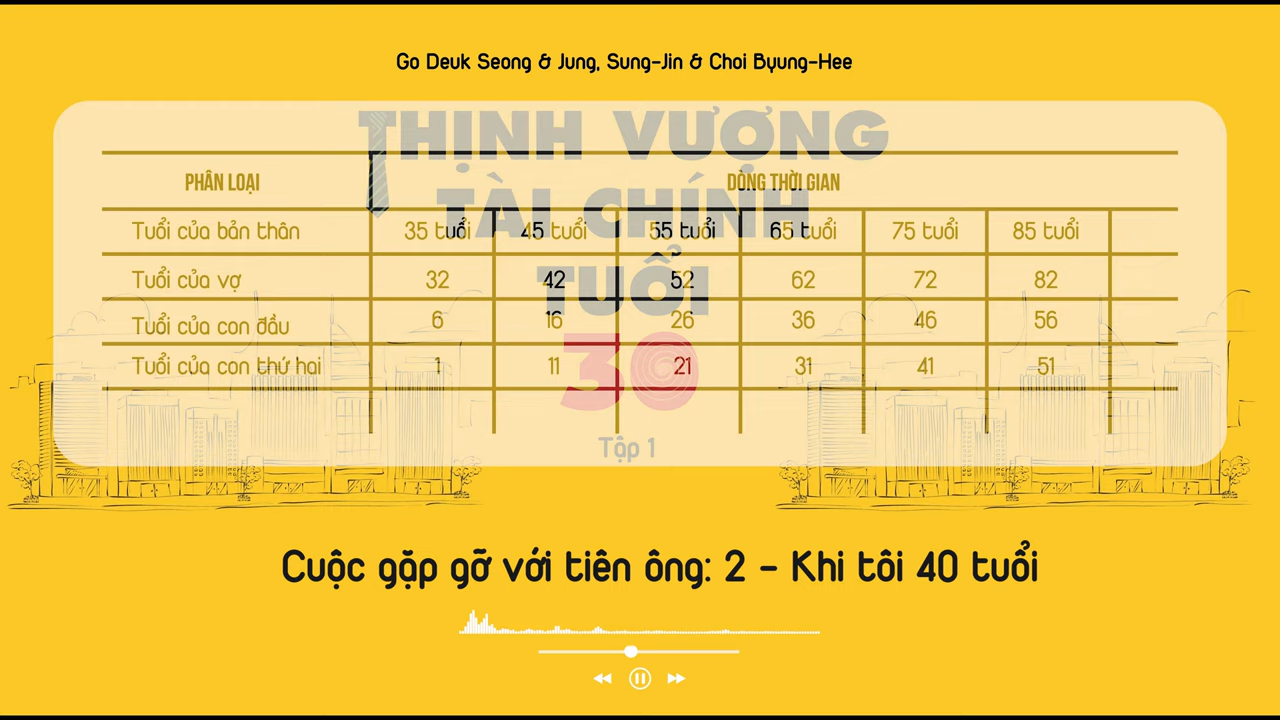 Go Deuk Seong & Jung, Sung-Jin & Choi Byung-Hee
THỊNH VƯỢNG
TÀI CHÍNH
TUỔI
30
Tập 1
PHÂN LOẠI DÒNG THỜI GIAN
Tuổi của bản thân 35 tuổi 45 tuổi 55 tuổi 65 tuổi 75 tuổi 85 tuổi
Tuổi của vợ 32 42 52 62 72 82
Tuổi của con đầu 6 16 26 36 46 56
Tuổi của con thứ hai 1 11 21 31 41 51
Cuộc gặp gỡ với tiên ông: 2 - Khi tôi 40 tuổi